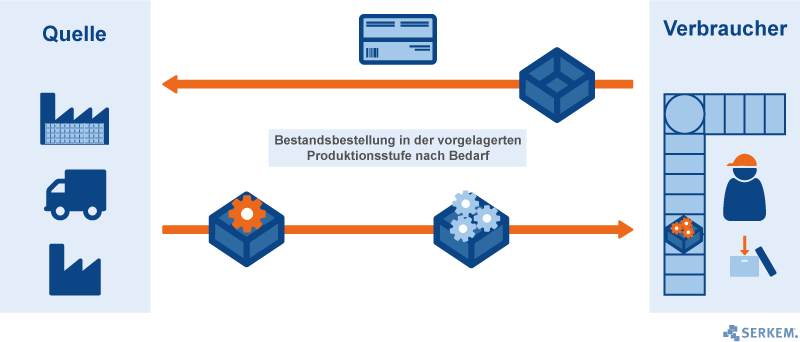 Quelle
Verbraucher
Bestandsbestellung in der vorgelagerten
Produktionsstufe nach Bedarf
SERKEM.